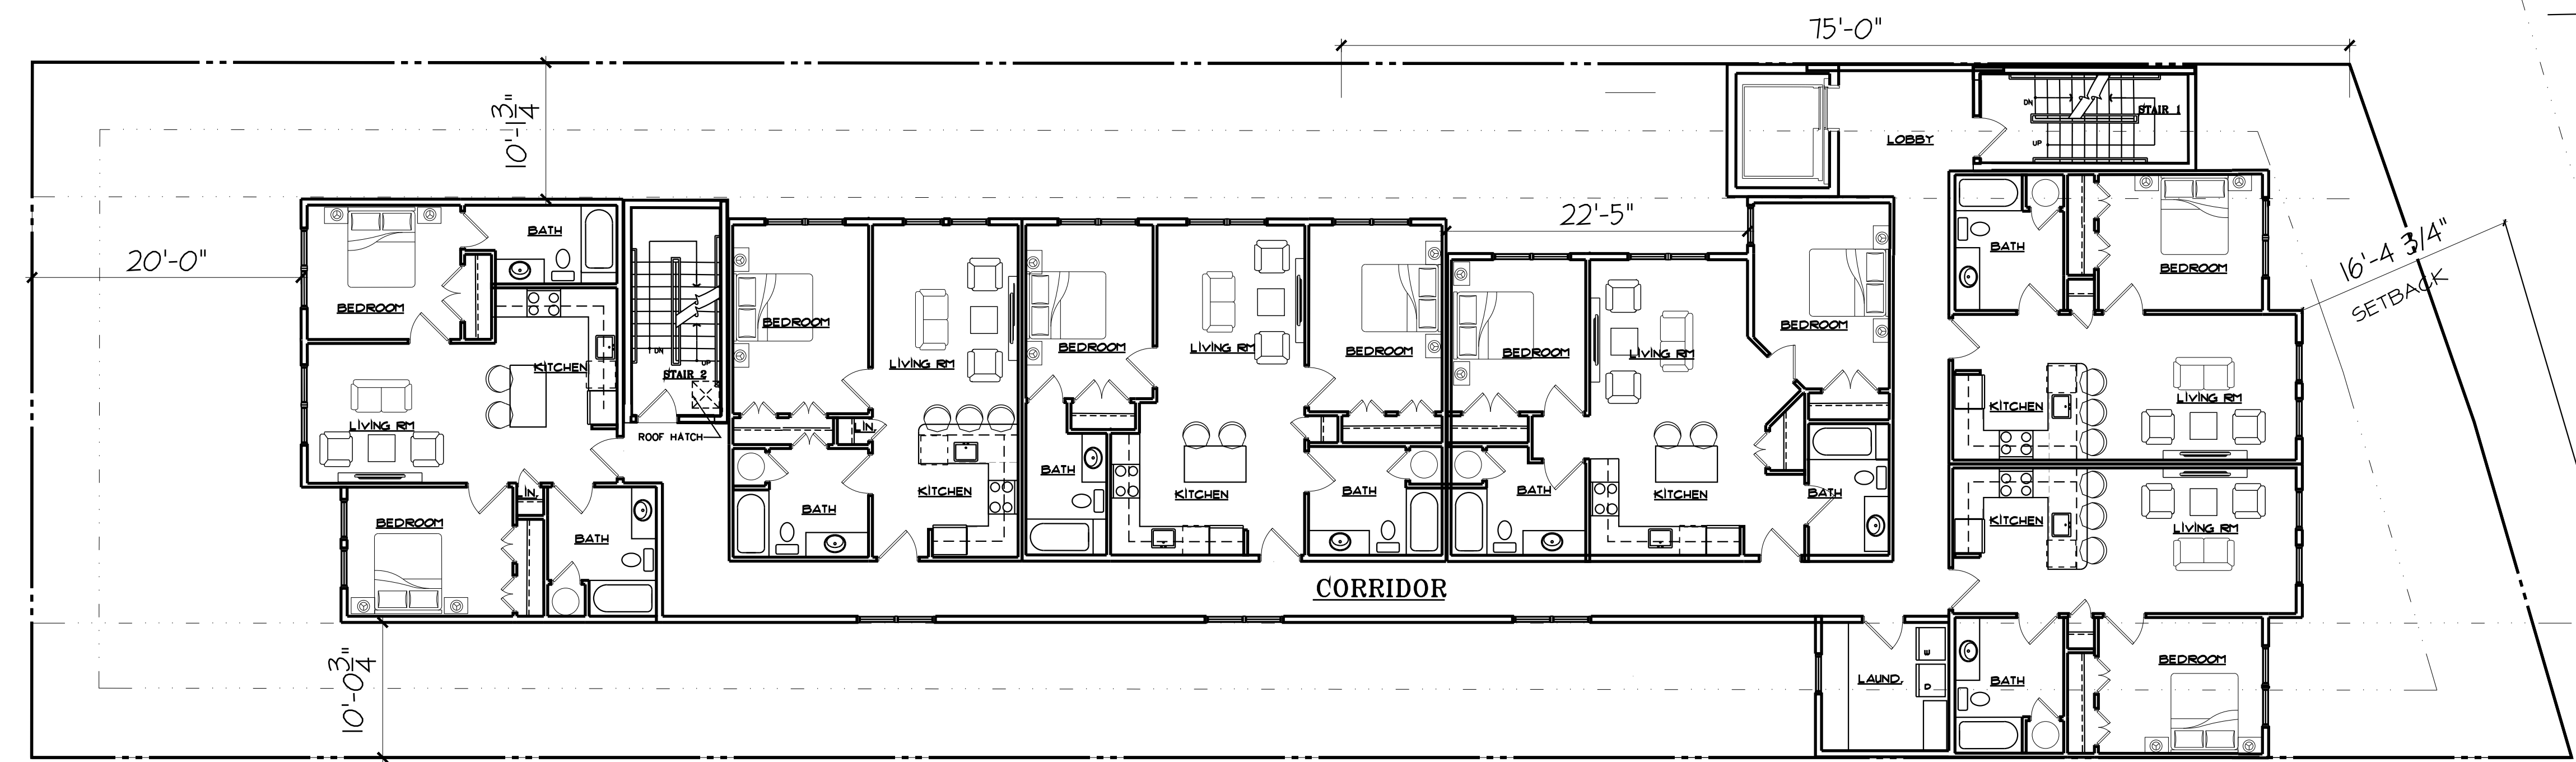 75'-0"
10'-1 3/4"
DN
STAIR 1
LOBBY
UP
22'-5"
BATH
BATH
BEDROOM
16'-4 3/4"
SETBACK
20'-0"
BEDROOM
BEDROOM
BEDROOM
LIVING RM
BEDROOM
LIVING RM
BEDROOM
BEDROOM
LIVING RM
BEDROOM
DN
UP
KITCHEN
STAIR 2
LIVING RM
ROOF HATCH
LIN.
KITCHEN
LIVING RM
BATH
BATH
BATH
BATH
KITCHEN
KITCHEN
KITCHEN
BATH
LIN.
BEDROOM
BATH
KITCHEN
LIVING RM
CORRIDOR
10'-0 3/4"
W
D
LAUND.
BATH
BEDROOM